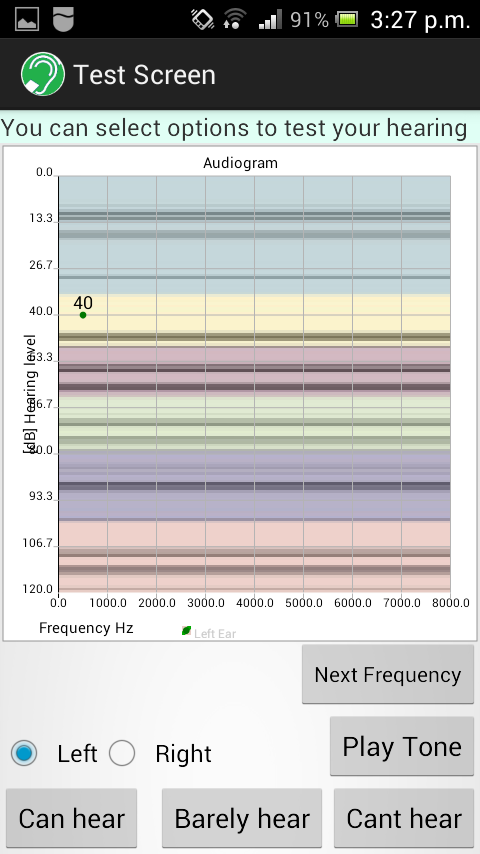 91% 3:27 p.m.
Test Screen
You can select options to test your hearing
Audiogram
0.0
13.3
26.7
40
40.0
53.3
66.7
80.0
93.3
106.7
120.0
[dB] Hearing level
0.0 1000.0 2000.0 3000.0 4000.0 5000.0 6000.0 7000.0 8000.0
Frequency Hz
Left Ear
Next Frequency
Left Right
Play Tone
Can hear Barely hear Cant hear